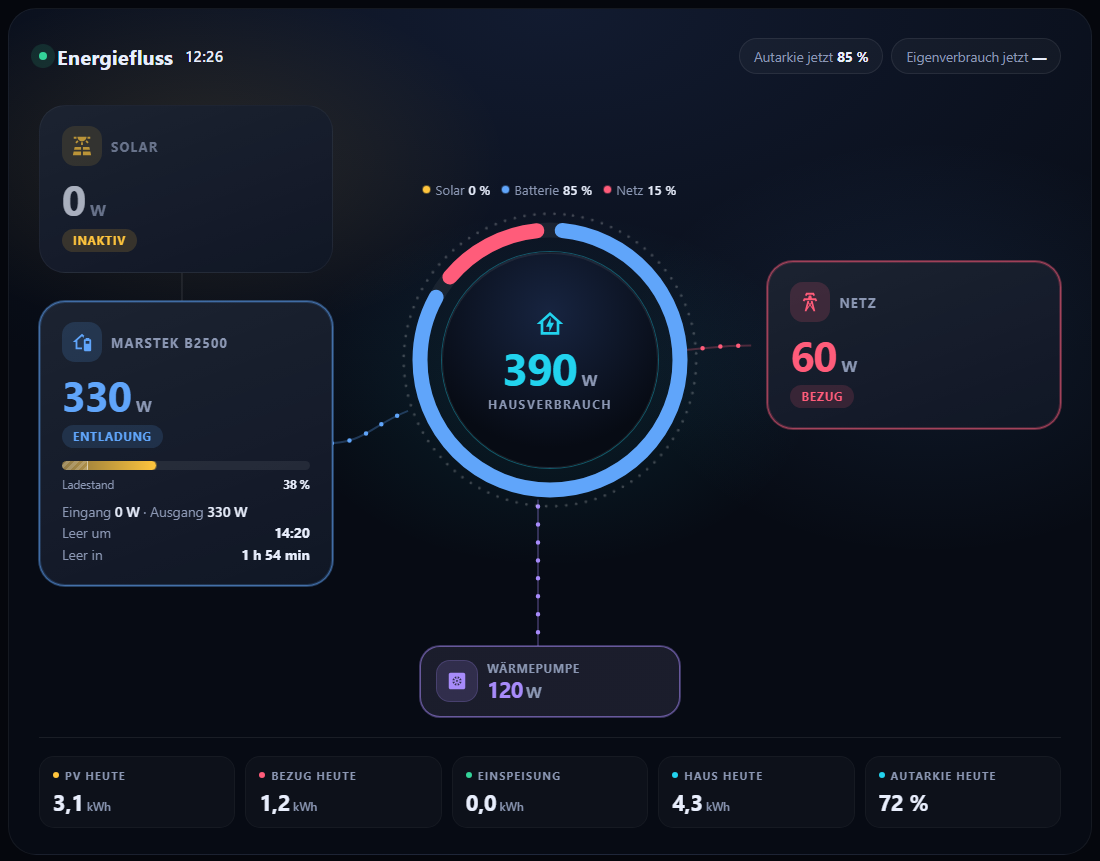 Energiefluss 12:26
Autarkie jetzt 85 %
Eigenverbrauch jetzt —
SOLAR
0 W
INAKTIV
MARSTEK B2500
330 W
ENTLADUNG
Ladestand 38 %
Eingang 0 W · Ausgang 330 W
Leer um 14:20
Leer in 1 h 54 min
Solar 0 % Batterie 85 % Netz 15 %
390 W
HAUSVERBRAUCH
NETZ
60 W
BEZUG
WÄRMEPUMPE
120 W
PV HEUTE
3,1 kWh
BEZUG HEUTE
1,2 kWh
EINSPEISUNG
0,0 kWh
HAUS HEUTE
4,3 kWh
AUTARKIE HEUTE
72 %